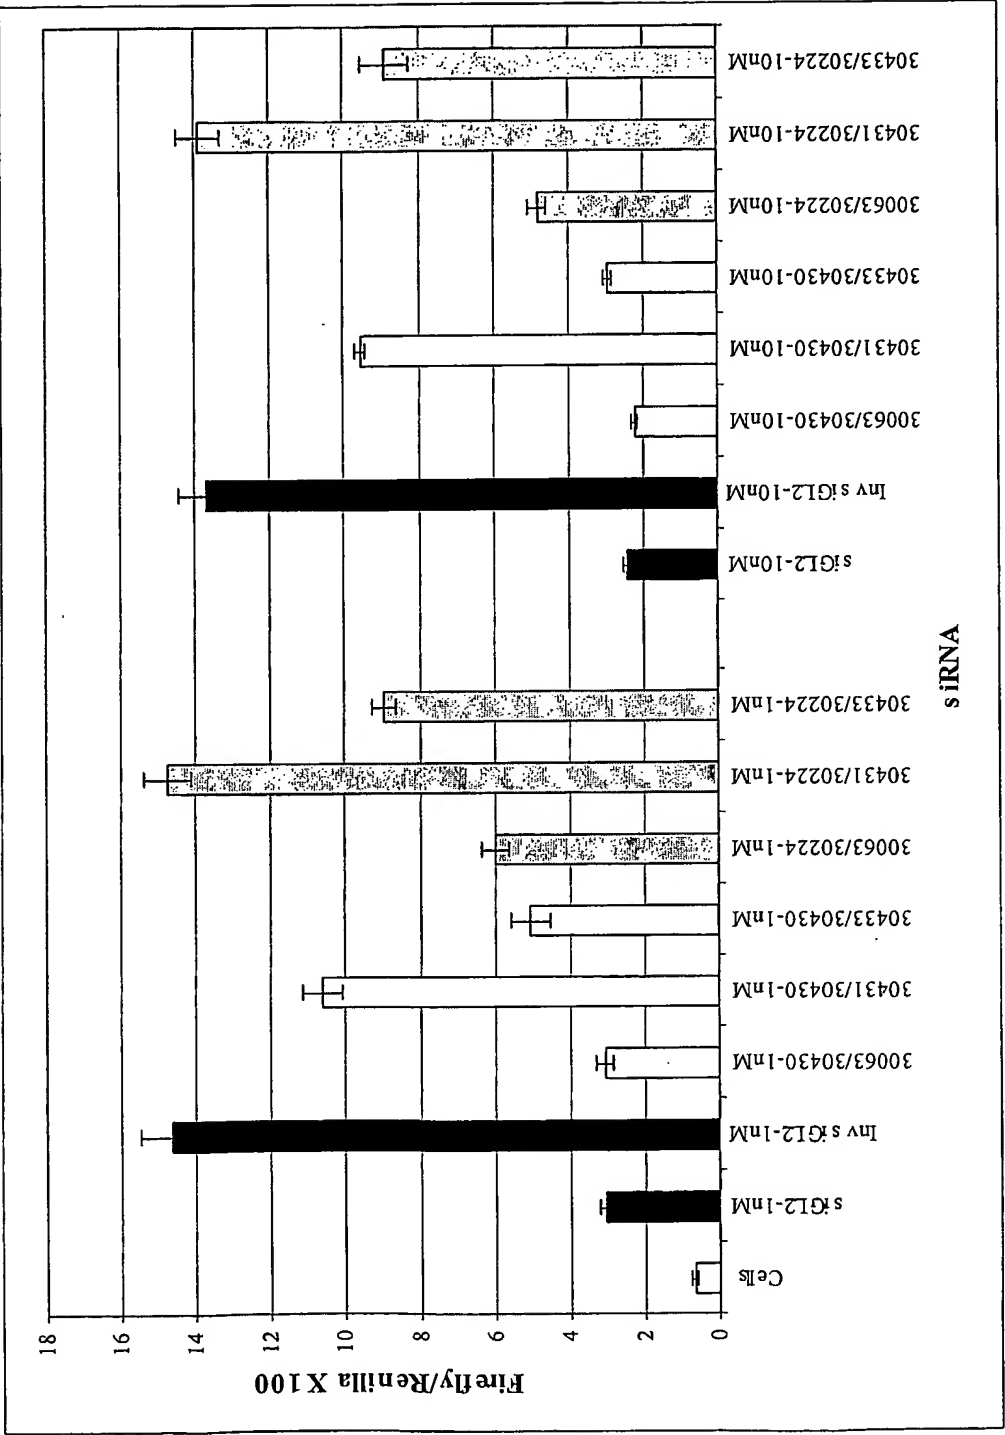 Firefly/Renilla X 100
18
16
14
12
10
8
6
4
2
0
Cells
siGL2-1nM
Inv siGL2-1nM
30063/30430-1nM
30431/30430-1nM
30433/30430-1nM
30063/30224-1nM
30431/30224-1nM
30433/30224-1nM
siGL2-10nM
Inv siGL2-10nM
30063/30430-10nM
30431/30430-10nM
30433/30430-10nM
30063/30224-10nM
30431/30224-10nM
30433/30224-10nM
siRNA